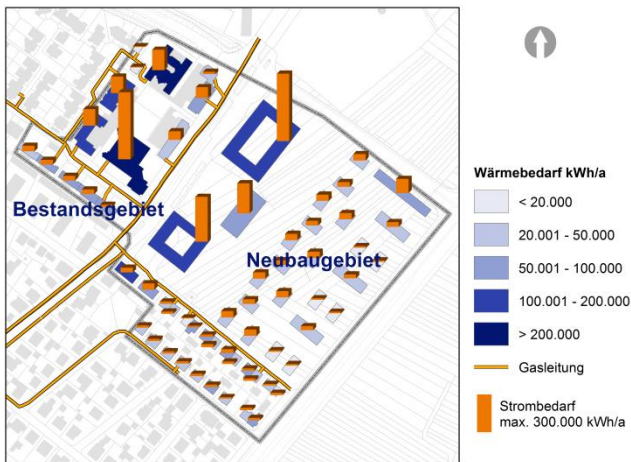 Bestandsgebiet
Neubaugebiet
Wärmebedarf kWh/a
< 20.000
20.001 - 50.000
50.001 - 100.000
100.001 - 200.000
> 200.000
Gasleitung
Strombedarf
max. 300.000 kWh/a